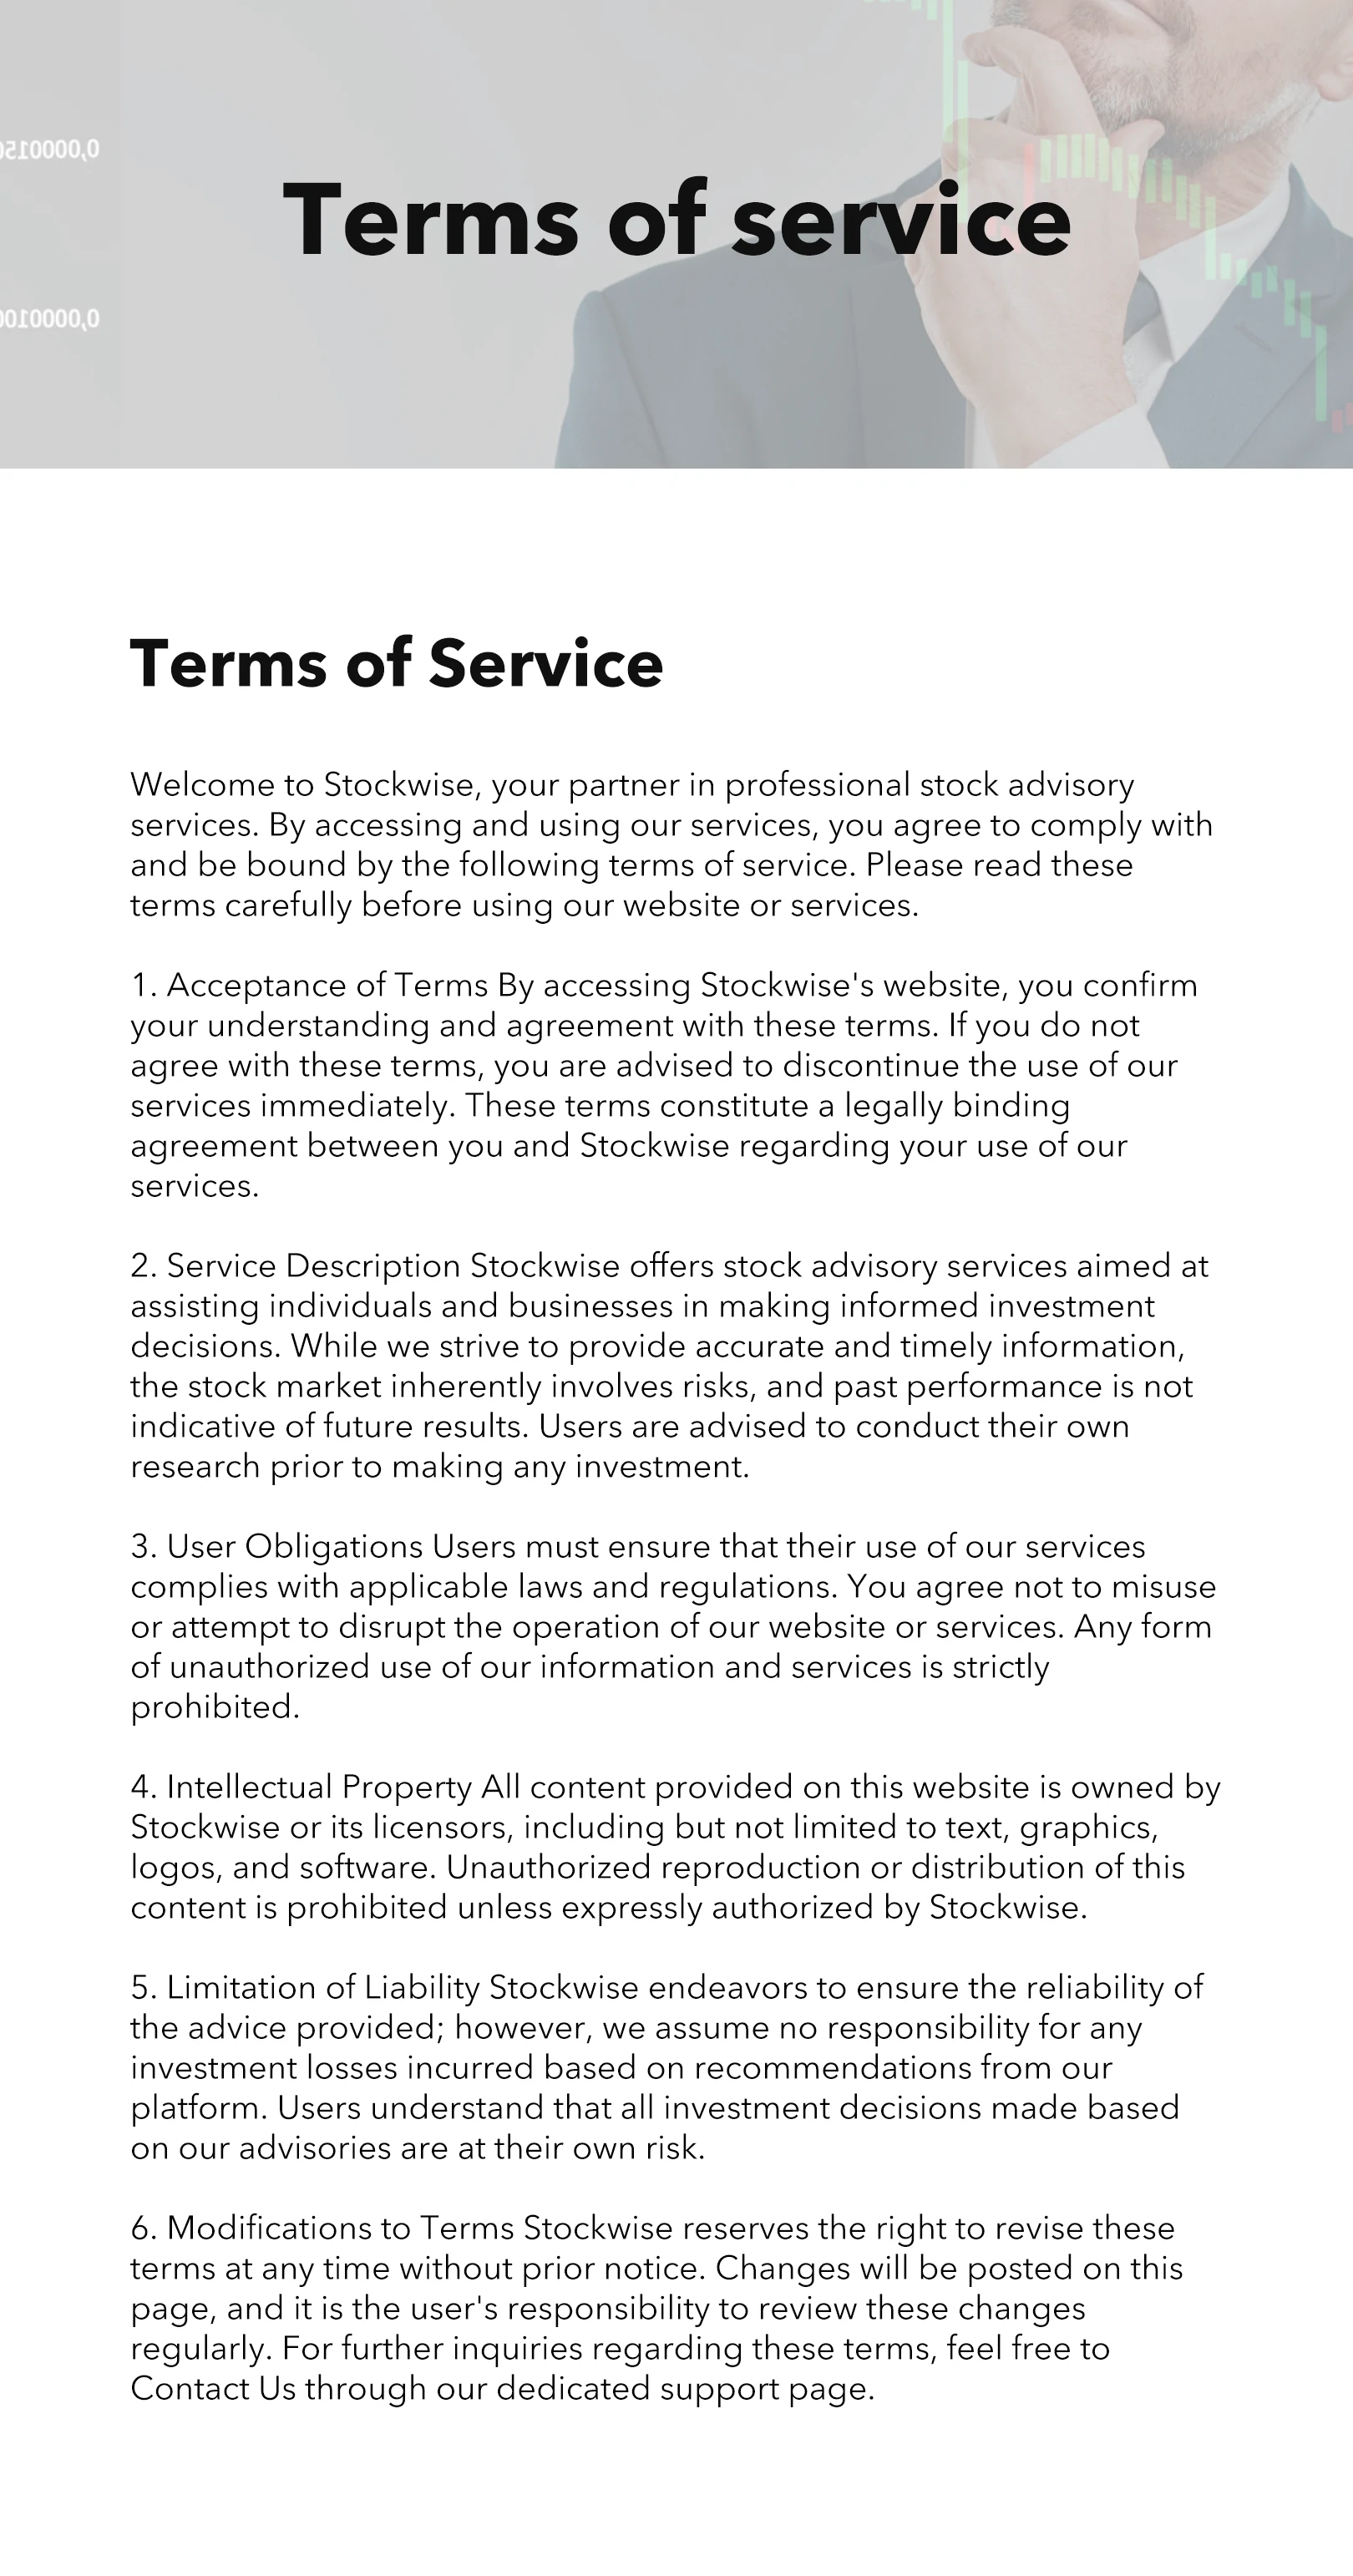 0,0000150
0,0000100
Terms of service
Terms of Service
Welcome to Stockwise, your partner in professional stock advisory
services. By accessing and using our services, you agree to comply with
and be bound by the following terms of service. Please read these
terms carefully before using our website or services.
1. Acceptance of Terms By accessing Stockwise's website, you confirm
your understanding and agreement with these terms. If you do not
agree with these terms, you are advised to discontinue the use of our
services immediately. These terms constitute a legally binding
agreement between you and Stockwise regarding your use of our
services.
2. Service Description Stockwise offers stock advisory services aimed at
assisting individuals and businesses in making informed investment
decisions. While we strive to provide accurate and timely information,
the stock market inherently involves risks, and past performance is not
indicative of future results. Users are advised to conduct their own
research prior to making any investment.
3. User Obligations Users must ensure that their use of our services
complies with applicable laws and regulations. You agree not to misuse
or attempt to disrupt the operation of our website or services. Any form
of unauthorized use of our information and services is strictly
prohibited.
4. Intellectual Property All content provided on this website is owned by
Stockwise or its licensors, including but not limited to text, graphics,
logos, and software. Unauthorized reproduction or distribution of this
content is prohibited unless expressly authorized by Stockwise.
5. Limitation of Liability Stockwise endeavors to ensure the reliability of
the advice provided; however, we assume no responsibility for any
investment losses incurred based on recommendations from our
platform. Users understand that all investment decisions made based
on our advisories are at their own risk.
6. Modifications to Terms Stockwise reserves the right to revise these
terms at any time without prior notice. Changes will be posted on this
page, and it is the user's responsibility to review these changes
regularly. For further inquiries regarding these terms, feel free to
Contact Us through our dedicated support page.